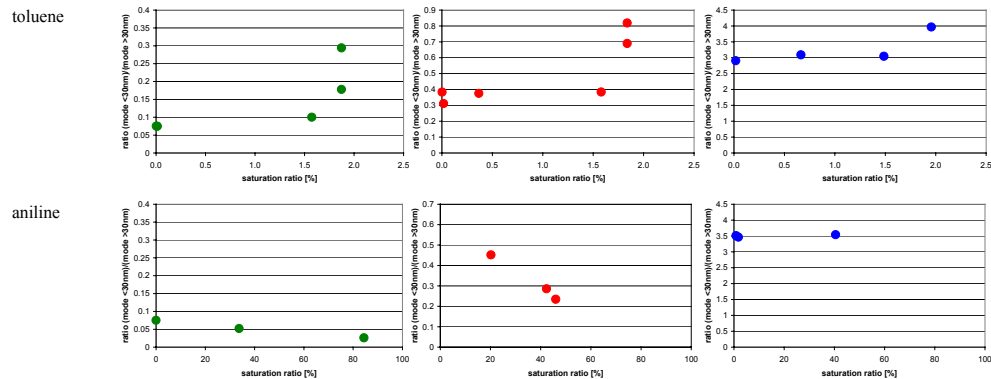 toluene
ratio (mode <30nm)/(mode >30nm)
0.4
0.35
0.3
0.25
0.2
0.15
0.1
0.05
0
0.0 0.5 1.0 1.5 2.0 2.5
saturation ratio [%]
ratio (mode <30nm)/(mode >30nm)
0.9
0.8
0.7
0.6
0.5
0.4
0.3
0.2
0.1
0
0.0 0.5 1.0 1.5 2.0 2.5
saturation ratio [%]
ratio (mode <30nm)/(mode >30nm)
4.5
4
3.5
3
2.5
2
1.5
1
0.5
0
0.0 0.5 1.0 1.5 2.0 2.5
saturation ratio [%]
aniline
ratio (mode <30nm)/(mode >30nm)
0.4
0.35
0.3
0.25
0.2
0.15
0.1
0.05
0
0 20 40 60 80 100
saturation ratio [%]
ratio (mode <30nm)/(mode >30nm)
0.7
0.6
0.5
0.4
0.3
0.2
0.1
0
0 20 40 60 80 100
saturation ratio [%]
ratio (mode <30nm)/(mode >30nm)
4.5
4
3.5
3
2.5
2
1.5
1
0.5
0
0 20 40 60 80 100
saturation ratio [%]